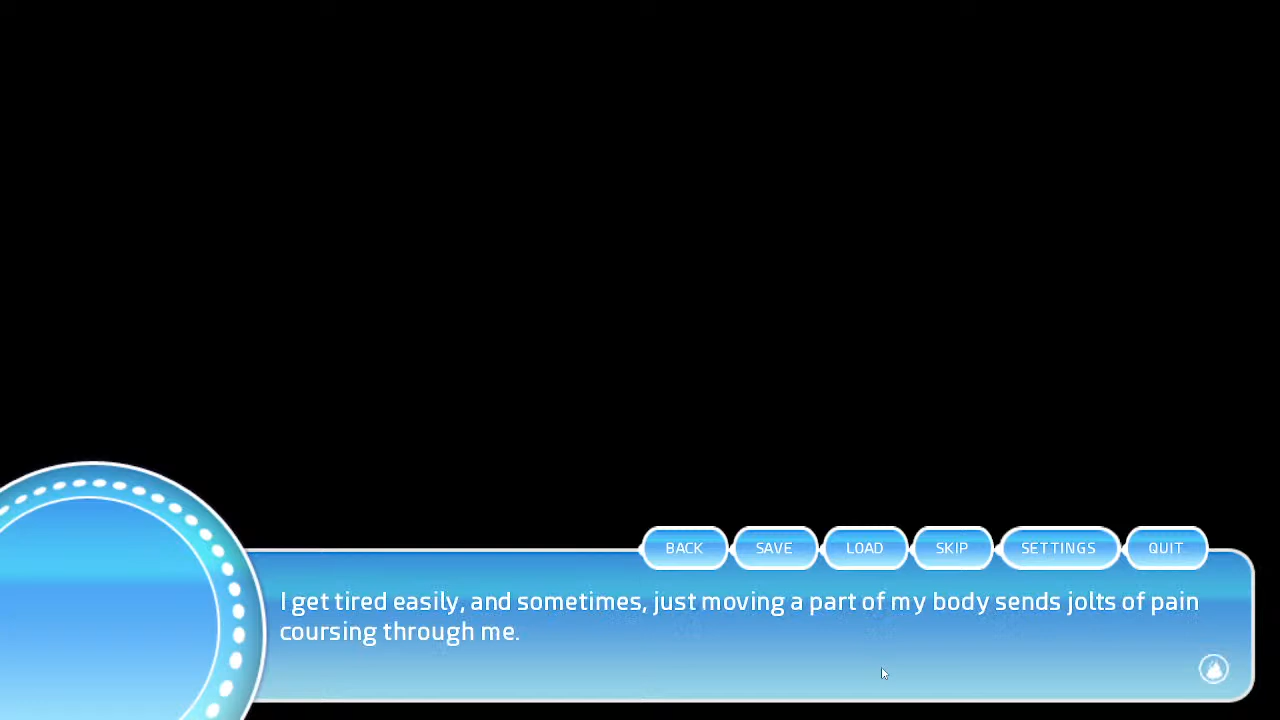 BACK SAVE LOAD SKIP SETTINGS QUIT
I get tired easily, and sometimes, just moving a part of my body sends jolts of pain
coursing through me.